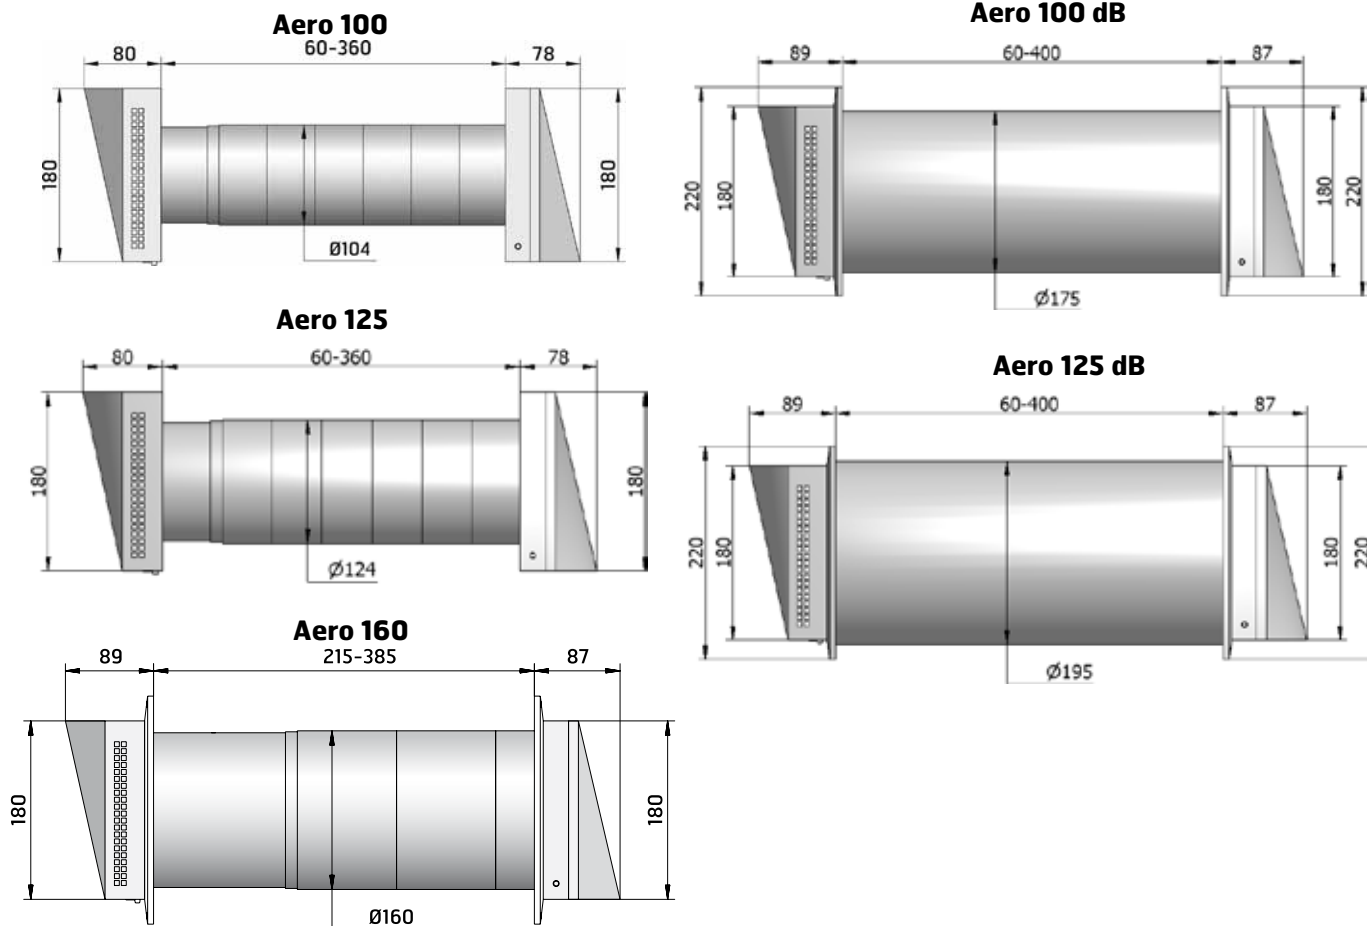 Aero 100
80 60-360 78
180 180
Ø104
Aero 100 dB
89 60-400 87
220 180 180 220
Ø175
Aero 125
80 60-360 78
180 180
Ø124
Aero 125 dB
89 60-400 87
220 180 180 220
Ø195
Aero 160
89 215-385 87
180 180
Ø160